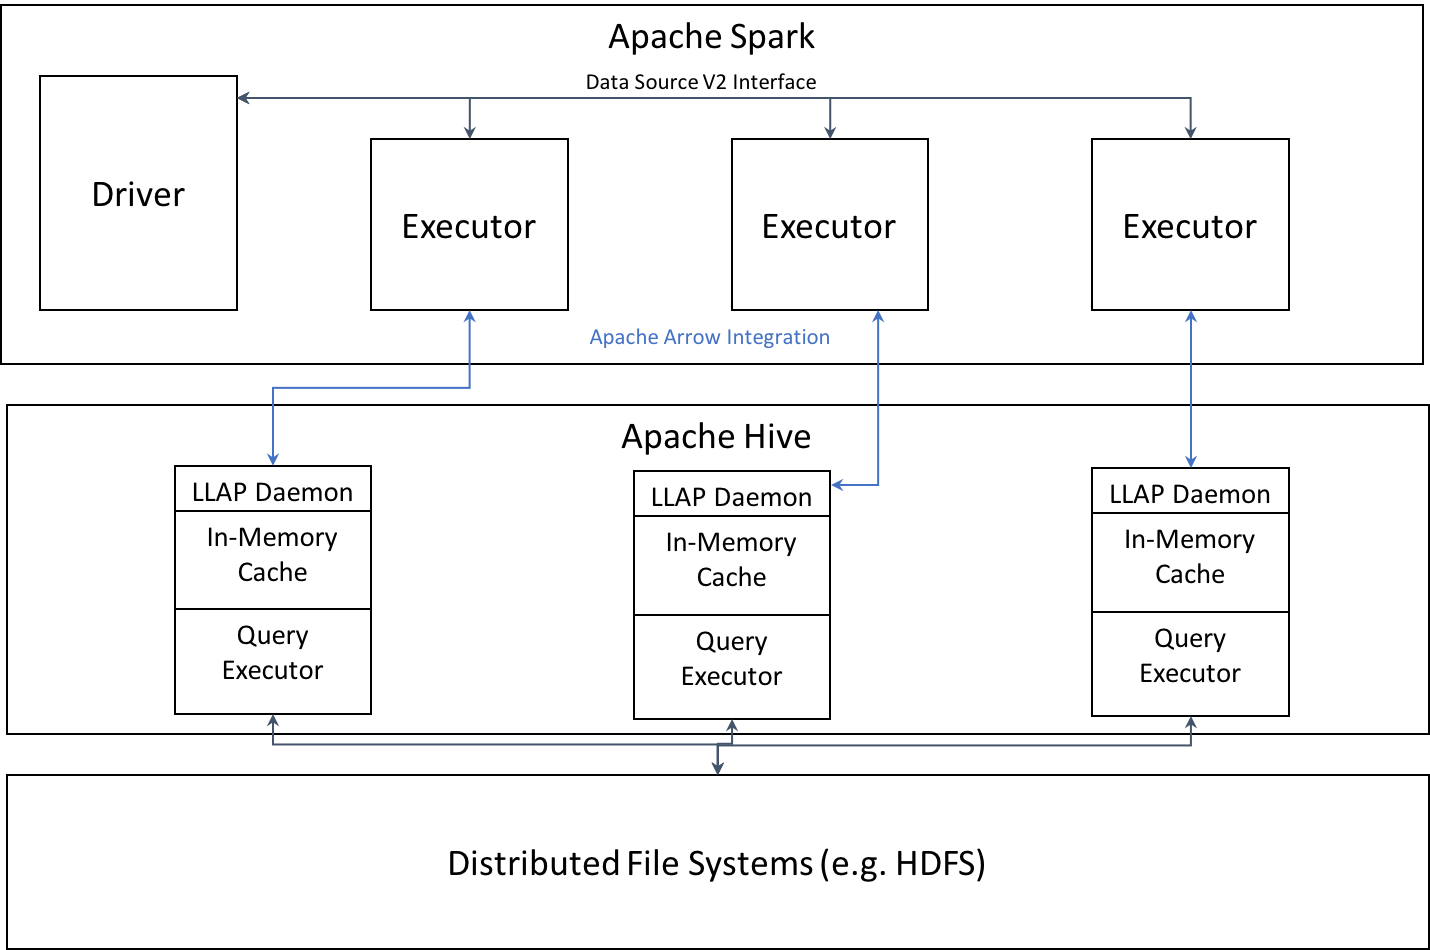 Apache Spark
Data Source V2 Interface
Driver
Executor
Executor
Executor
Apache Arrow Integration
Apache Hive
LLAP Daemon
In-Memory
Cache
Query
Executor
LLAP Daemon
In-Memory
Cache
Query
Executor
LLAP Daemon
In-Memory
Cache
Query
Executor
Distributed File Systems (e.g. HDFS)